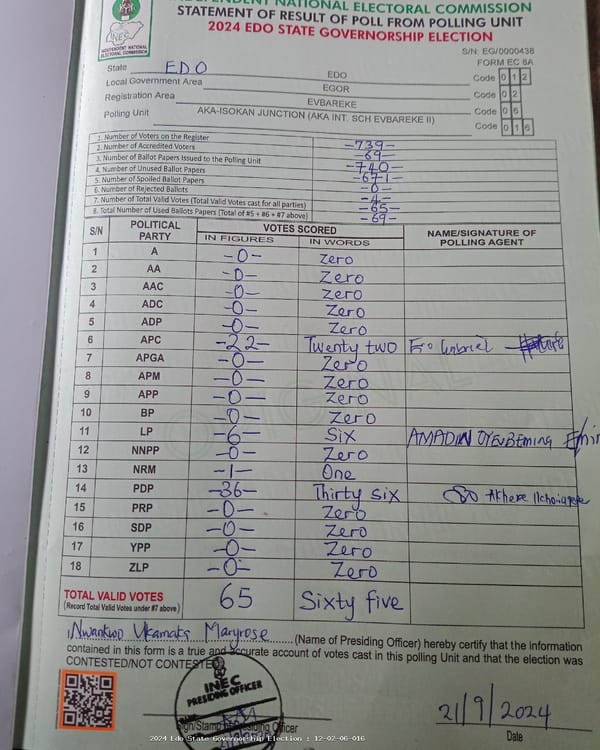 INDEPENDENT NATIONAL ELECTORAL COMMISSION
STATEMENT OF RESULT OF POLL FROM POLLING UNIT
2024 EDO STATE GOVERNORSHIP ELECTION
INEC
INDEPENDENT NATIONAL
ELECTORAL COMMISSION
S/N: EG/0000438
FORM EC 8A
State EDO EDO Code 0 1 2
Local Government Area EGOR Code 0 2
Registration Area EVBAREKE Code 0 6
Polling Unit AKA-ISOKAN JUNCTION (AKA INT. SCH EVBAREKE II) Code 0 1 6
1. Number of Voters on the Register -739-
2. Number of Accredited Voters -69-
3. Number of Ballot Papers Issued to the Polling Unit -740-
4. Number of Unused Ballot Papers -671-
5. Number of Spoiled Ballot Papers -0-
6. Number of Rejected Ballots -4-
7. Number of Total Valid Votes (Total Valid Votes cast for all parties) -65-
8. Total Number of Used Ballots Papers (Total of #5 + #6 + #7 above) -69-
S/N POLITICAL PARTY VOTES SCORED NAME/SIGNATURE OF POLLING AGENT
IN FIGURES IN WORDS
1 A -0- Zero
2 AA -0- Zero
3 AAC -0- Zero
4 ADC -0- Zero
5 ADP -0- Zero
6 APC -22- Twenty two
7 APGA -0- Zero
8 APM -0- Zero
9 APP -0- Zero
10 BP -0- Zero
11 LP -6- Six AMADIN
12 NNPP -0- Zero
13 NRM -1- One
14 PDP -36- Thirty six Akhere
15 PRP -0- Zero
16 SDP -0- Zero
17 YPP -0- Zero
18 ZLP -0- Zero
TOTAL VALID VOTES 65 Sixty five
(Record Total Valid Votes under #7 above)
I Nwankwo Ukamaka Maryrose (Name of Presiding Officer) hereby certify that the information
contained in this form is a true and accurate account of votes cast in this polling Unit and that the election was
CONTESTED/NOT CONTESTED
INEC
PRESIDING OFFICER
Sign/Stamp of Presiding Officer
21/9/2024
Date
2024 Edo State Governorship Election : 12-02-06-016